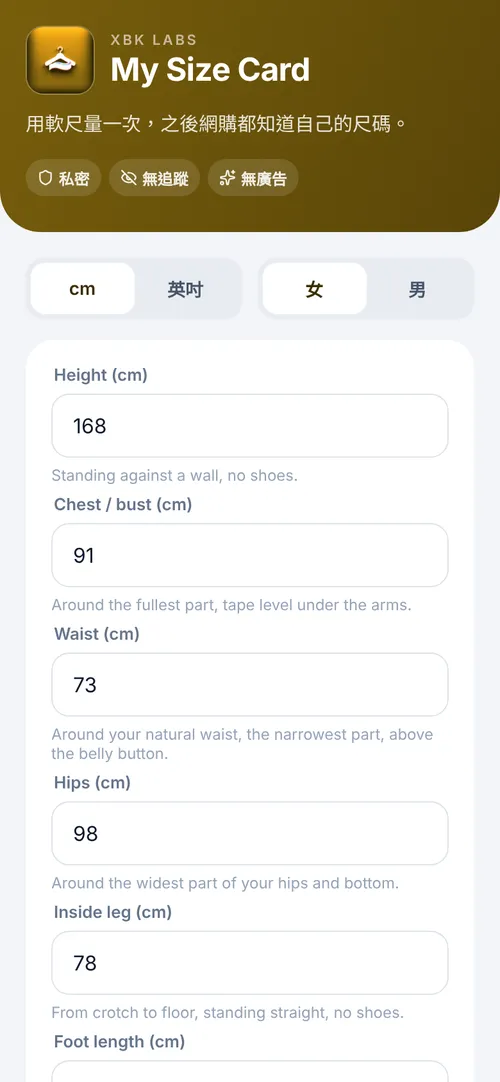 XBK LABS
My Size Card
用軟尺量一次，之後網購都知道自己的尺碼。
私密
無追蹤
無廣告
cm
英吋
女
男
Height (cm)
168
Standing against a wall, no shoes.
Chest / bust (cm)
91
Around the fullest part, tape level under the arms.
Waist (cm)
73
Around your natural waist, the narrowest part, above
the belly button.
Hips (cm)
98
Around the widest part of your hips and bottom.
Inside leg (cm)
78
From crotch to floor, standing straight, no shoes.
Foot length (cm)